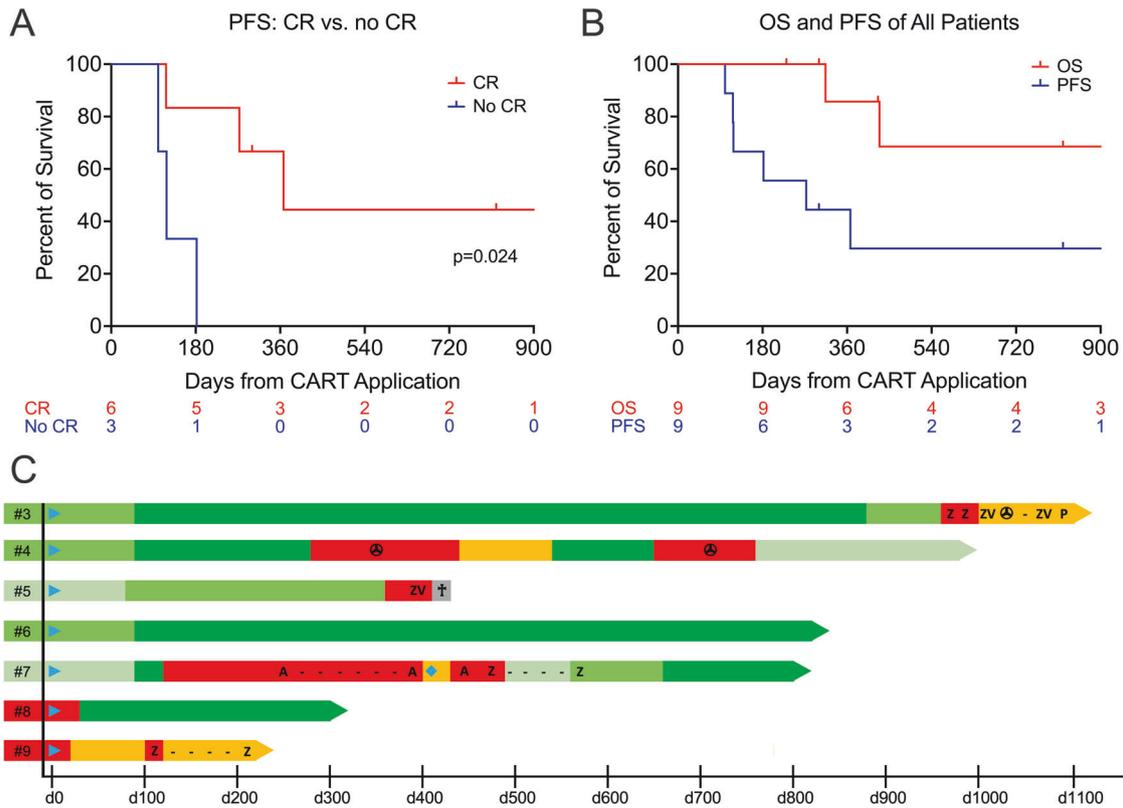 A
PFS: CR vs. no CR
Percent of Survival
100
80
60
40
20
0
CR
No CR
p=0.024
0 180 360 540 720 900
Days from CART Application
CR 6 5 3 2 2 1
No CR 3 1 0 0 0 0
B
OS and PFS of All Patients
Percent of Survival
100
80
60
40
20
0
OS
PFS
0 180 360 540 720 900
Days from CART Application
OS 9 9 6 4 4 3
PFS 9 6 3 2 2 1
C
#3 Z Z ZV - ZV P
#4
#5 ZV
#6
#7 A - - - - - - A A Z - - - - Z
#8
#9 Z - - - - Z
d0 d100 d200 d300 d400 d500 d600 d700 d800 d900 d1000 d1100